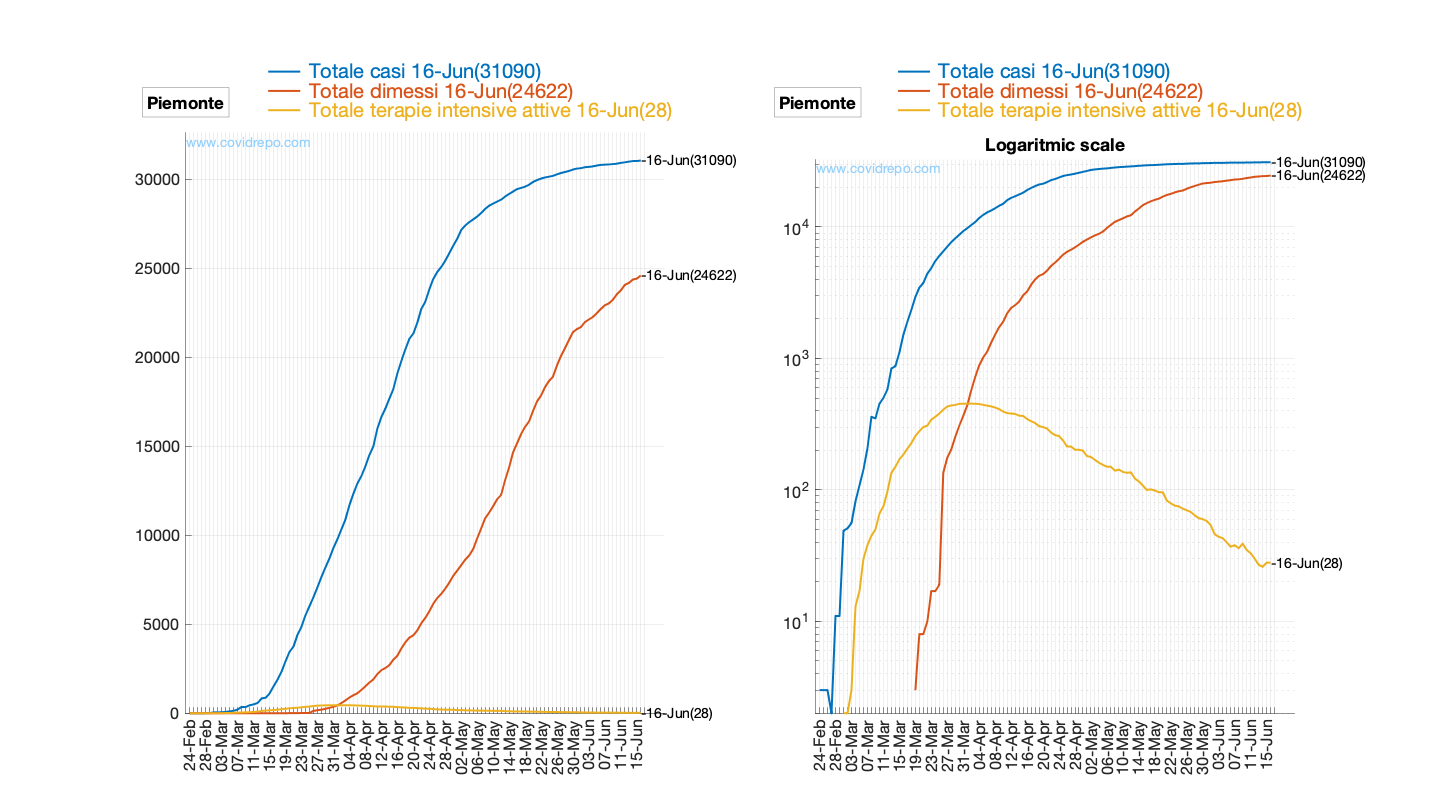 Totale casi 16-Jun(31090)
Totale dimessi 16-Jun(24622)
Totale terapie intensive attive 16-Jun(28)
Piemonte
www.covidrepo.com
30000
25000
20000
15000
10000
5000
0
-16-Jun(31090)
-16-Jun(24622)
-16-Jun(28)
24-Feb
28-Feb
03-Mar
07-Mar
11-Mar
15-Mar
19-Mar
23-Mar
27-Mar
31-Mar
04-Apr
08-Apr
12-Apr
16-Apr
20-Apr
24-Apr
28-Apr
02-May
06-May
10-May
14-May
18-May
22-May
26-May
30-May
03-Jun
07-Jun
11-Jun
15-Jun
Totale casi 16-Jun(31090)
Totale dimessi 16-Jun(24622)
Totale terapie intensive attive 16-Jun(28)
Piemonte
Logaritmic scale
www.covidrepo.com
10^4
10^3
10^2
10^1
-16-Jun(31090)
-16-Jun(24622)
-16-Jun(28)
24-Feb
28-Feb
03-Mar
07-Mar
11-Mar
15-Mar
19-Mar
23-Mar
27-Mar
31-Mar
04-Apr
08-Apr
12-Apr
16-Apr
20-Apr
24-Apr
28-Apr
02-May
06-May
10-May
14-May
18-May
22-May
26-May
30-May
03-Jun
07-Jun
11-Jun
15-Jun